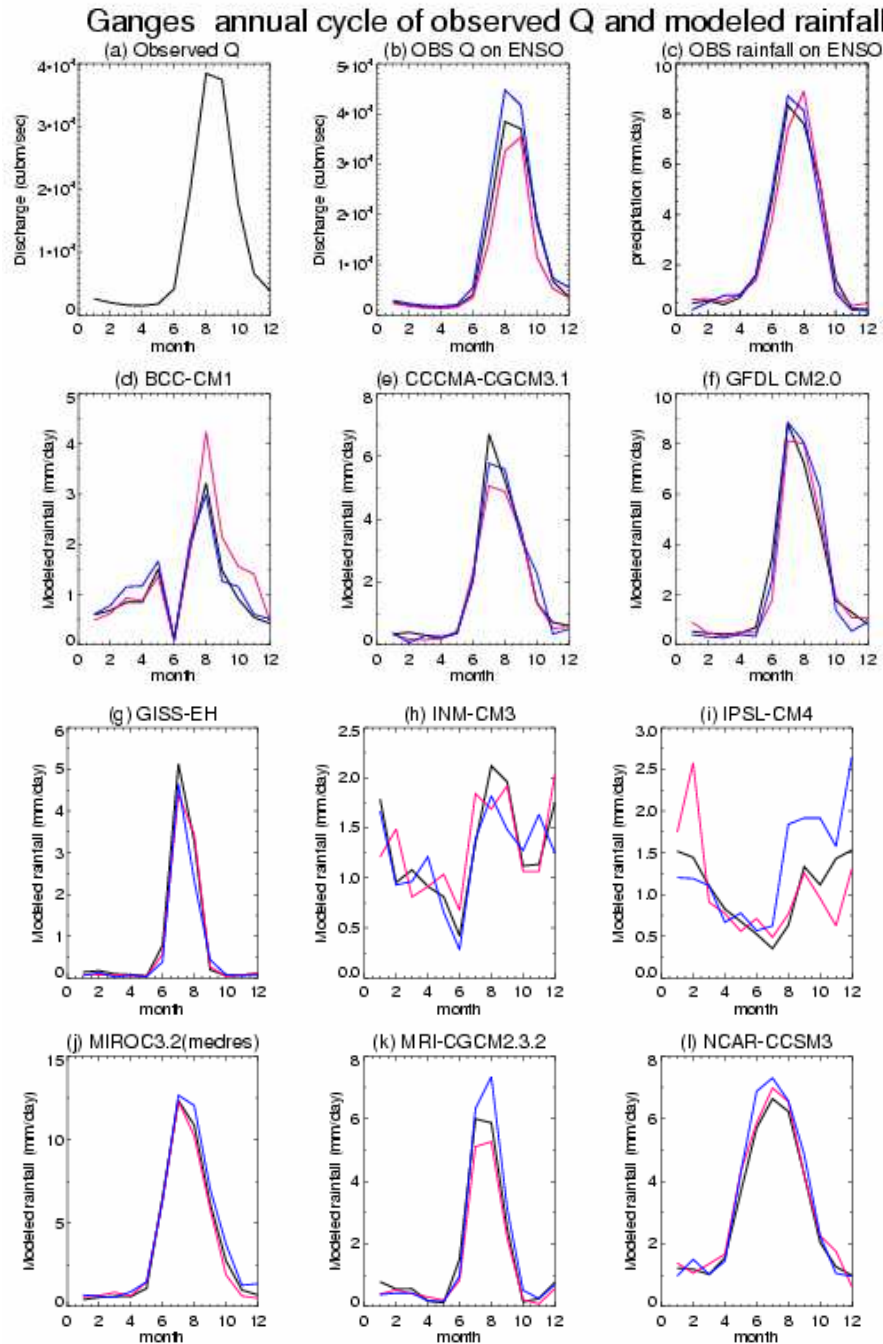 Ganges annual cycle of observed Q and modeled rainfall
(a) Observed Q
(b) OBS Q on ENSO
(c) OBS rainfall on ENSO
Discharge (cubm/sec)
4•10⁴
3•10⁴
2•10⁴
1•10⁴
0
0 2 4 6 8 10 12
month
Discharge (cubm/sec)
5•10⁴
4•10⁴
3•10⁴
2•10⁴
1•10⁴
0
0 2 4 6 8 10 12
month
precipitation (mm/day)
10
8
6
4
2
0
0 2 4 6 8 10 12
month
(d) BCC-CM1
(e) CCCMA-CGCM3.1
(f) GFDL CM2.0
Modeled rainfall (mm/day)
5
4
3
2
1
0
0 2 4 6 8 10 12
month
Modeled rainfall (mm/day)
8
6
4
2
0
0 2 4 6 8 10 12
month
Modeled rainfall (mm/day)
10
8
6
4
2
0
0 2 4 6 8 10 12
month
(g) GISS-EH
(h) INM-CM3
(i) IPSL-CM4
Modeled rainfall (mm/day)
6
5
4
3
2
1
0
0 2 4 6 8 10 12
month
Modeled rainfall (mm/day)
2.5
2.0
1.5
1.0
0.5
0.0
0 2 4 6 8 10 12
month
Modeled rainfall (mm/day)
3.0
2.5
2.0
1.5
1.0
0.5
0.0
0 2 4 6 8 10 12
month
(j) MIROC3.2(medres)
(k) MRI-CGCM2.3.2
(l) NCAR-CCSM3
Modeled rainfall (mm/day)
15
10
5
0
0 2 4 6 8 10 12
month
Modeled rainfall (mm/day)
8
6
4
2
0
0 2 4 6 8 10 12
month
Modeled rainfall (mm/day)
8
6
4
2
0
0 2 4 6 8 10 12
month